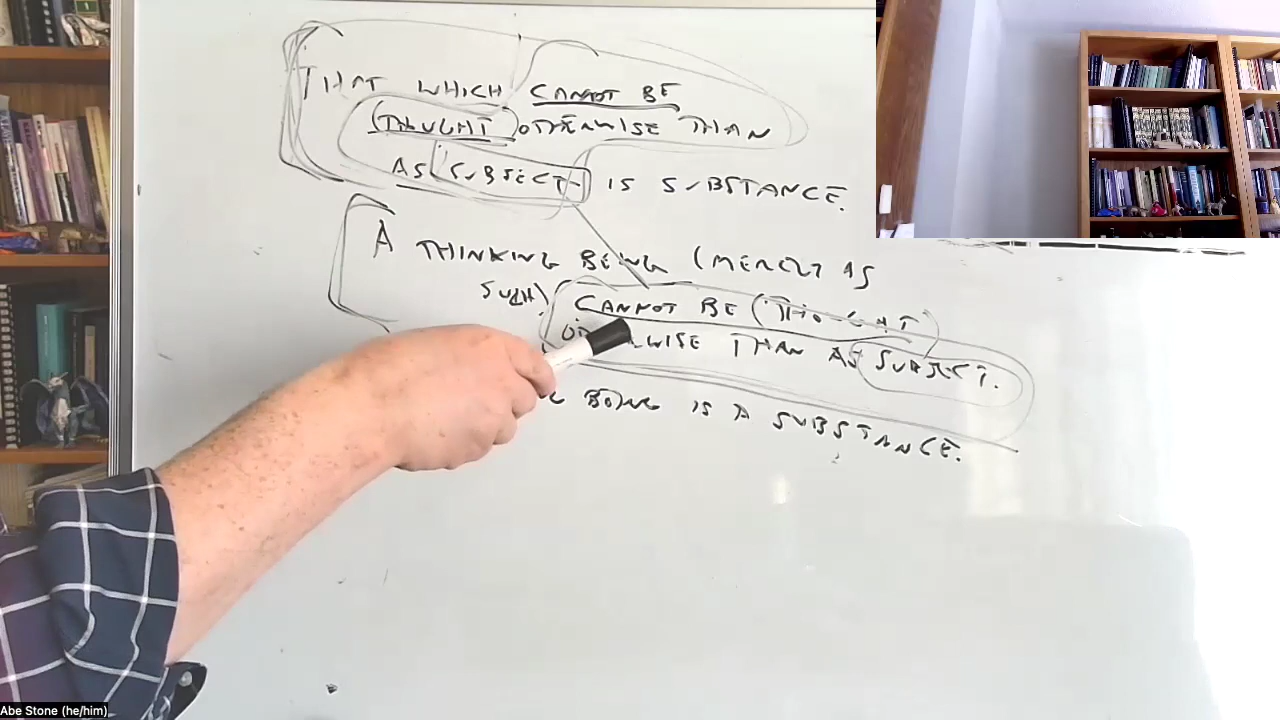 THAT WHICH CANNOT BE
(THOUGHT) OTHERWISE THAN
AS SUBJECT IS SUBSTANCE.
A THINKING BEING (MERELY AS
SUCH) CANNOT BE (THOUGHT)
THAN AS SUBJECT.
BEING IS A SUBSTANCE.
Abe Stone (he/him)